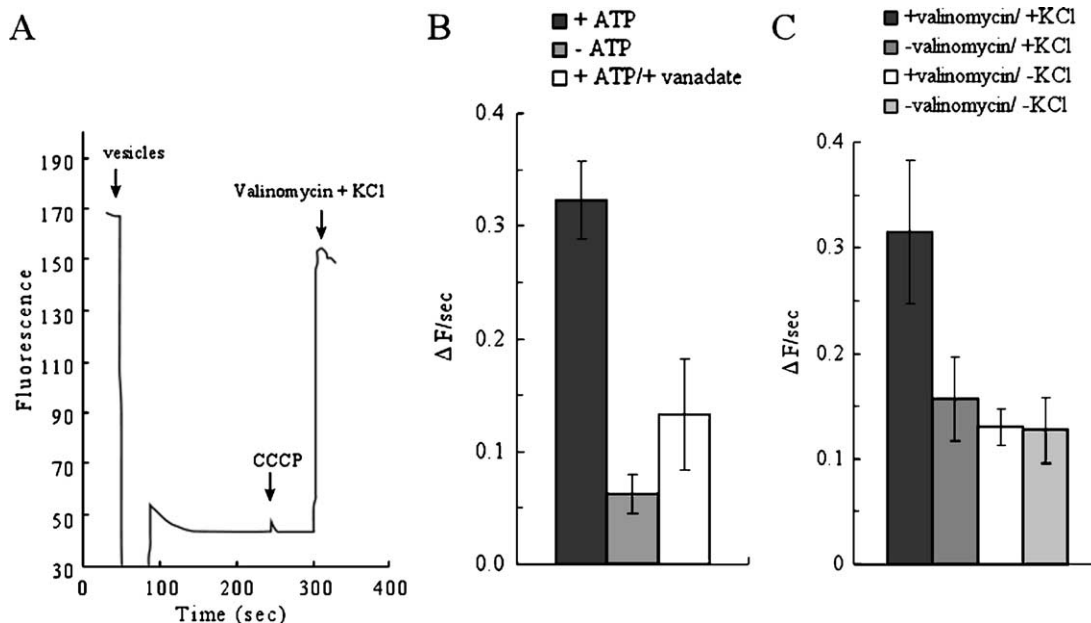 A
190
170
150
130
110
90
70
50
30
Fluorescence
vesicles
Valinomycin + KCl
CCCP
0
100
200
300
400
Time (sec)
B
+ ATP
- ATP
+ ATP/+ vanadate
0.4
0.3
0.2
0.1
0.0
ΔF/sec
C
+valinomycin/ +KCl
-valinomycin/ +KCl
+valinomycin/ -KCl
-valinomycin/ -KCl
0.4
0.3
0.2
0.1
0
ΔF/sec